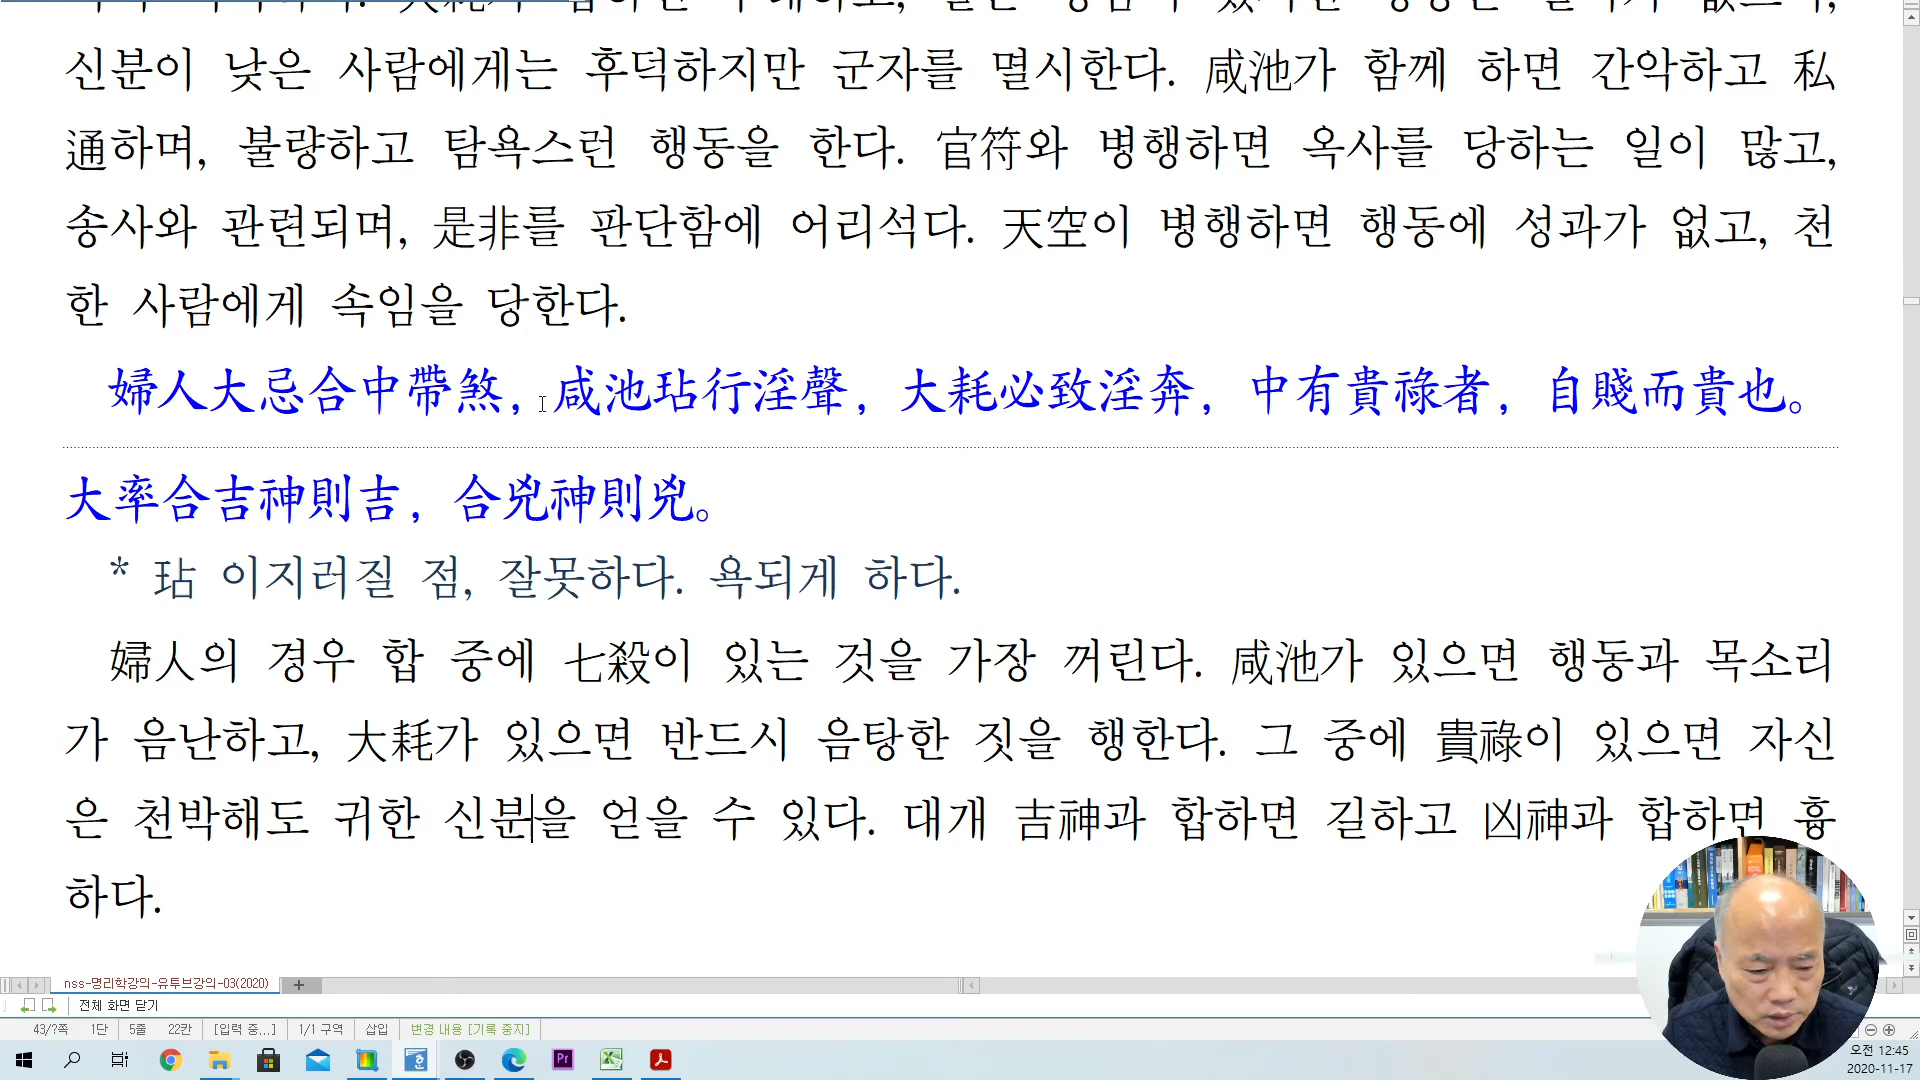 신분이 낮은 사람에게는 후덕하지만 군자를 멸시한다. 咸池가 함께 하면 간악하고 私
通하며, 불량하고 탐욕스런 행동을 한다. 官符와 병행하면 옥사를 당하는 일이 많고,
송사와 관련되며, 是非를 판단함에 어리석다. 天空이 병행하면 행동에 성과가 없고, 천
한 사람에게 속임을 당한다.
婦人大忌合中帶煞, 咸池玷行淫聲, 大耗必致淫奔, 中有貴祿者, 自賤而貴也。
大率合吉神則吉, 合兇神則兇。
* 玷 이지러질 점, 잘못하다. 욕되게 하다.
婦人의 경우 합 중에 七殺이 있는 것을 가장 꺼린다. 咸池가 있으면 행동과 목소리
가 음난하고, 大耗가 있으면 반드시 음탕한 짓을 행한다. 그 중에 貴祿이 있으면 자신
은 천박해도 귀한 신분을 얻을 수 있다. 대개 吉神과 합하면 길하고 凶神과 합하면 흉
하다.
nss-명리학강의-유투브강의-03(2020)
전체 화면 닫기
43/?쪽 1단 5줄 22칸 [입력 중...] 1/1 구역 삽입 변경 내용 [기록 중지]
오전 12:45
2020-11-17